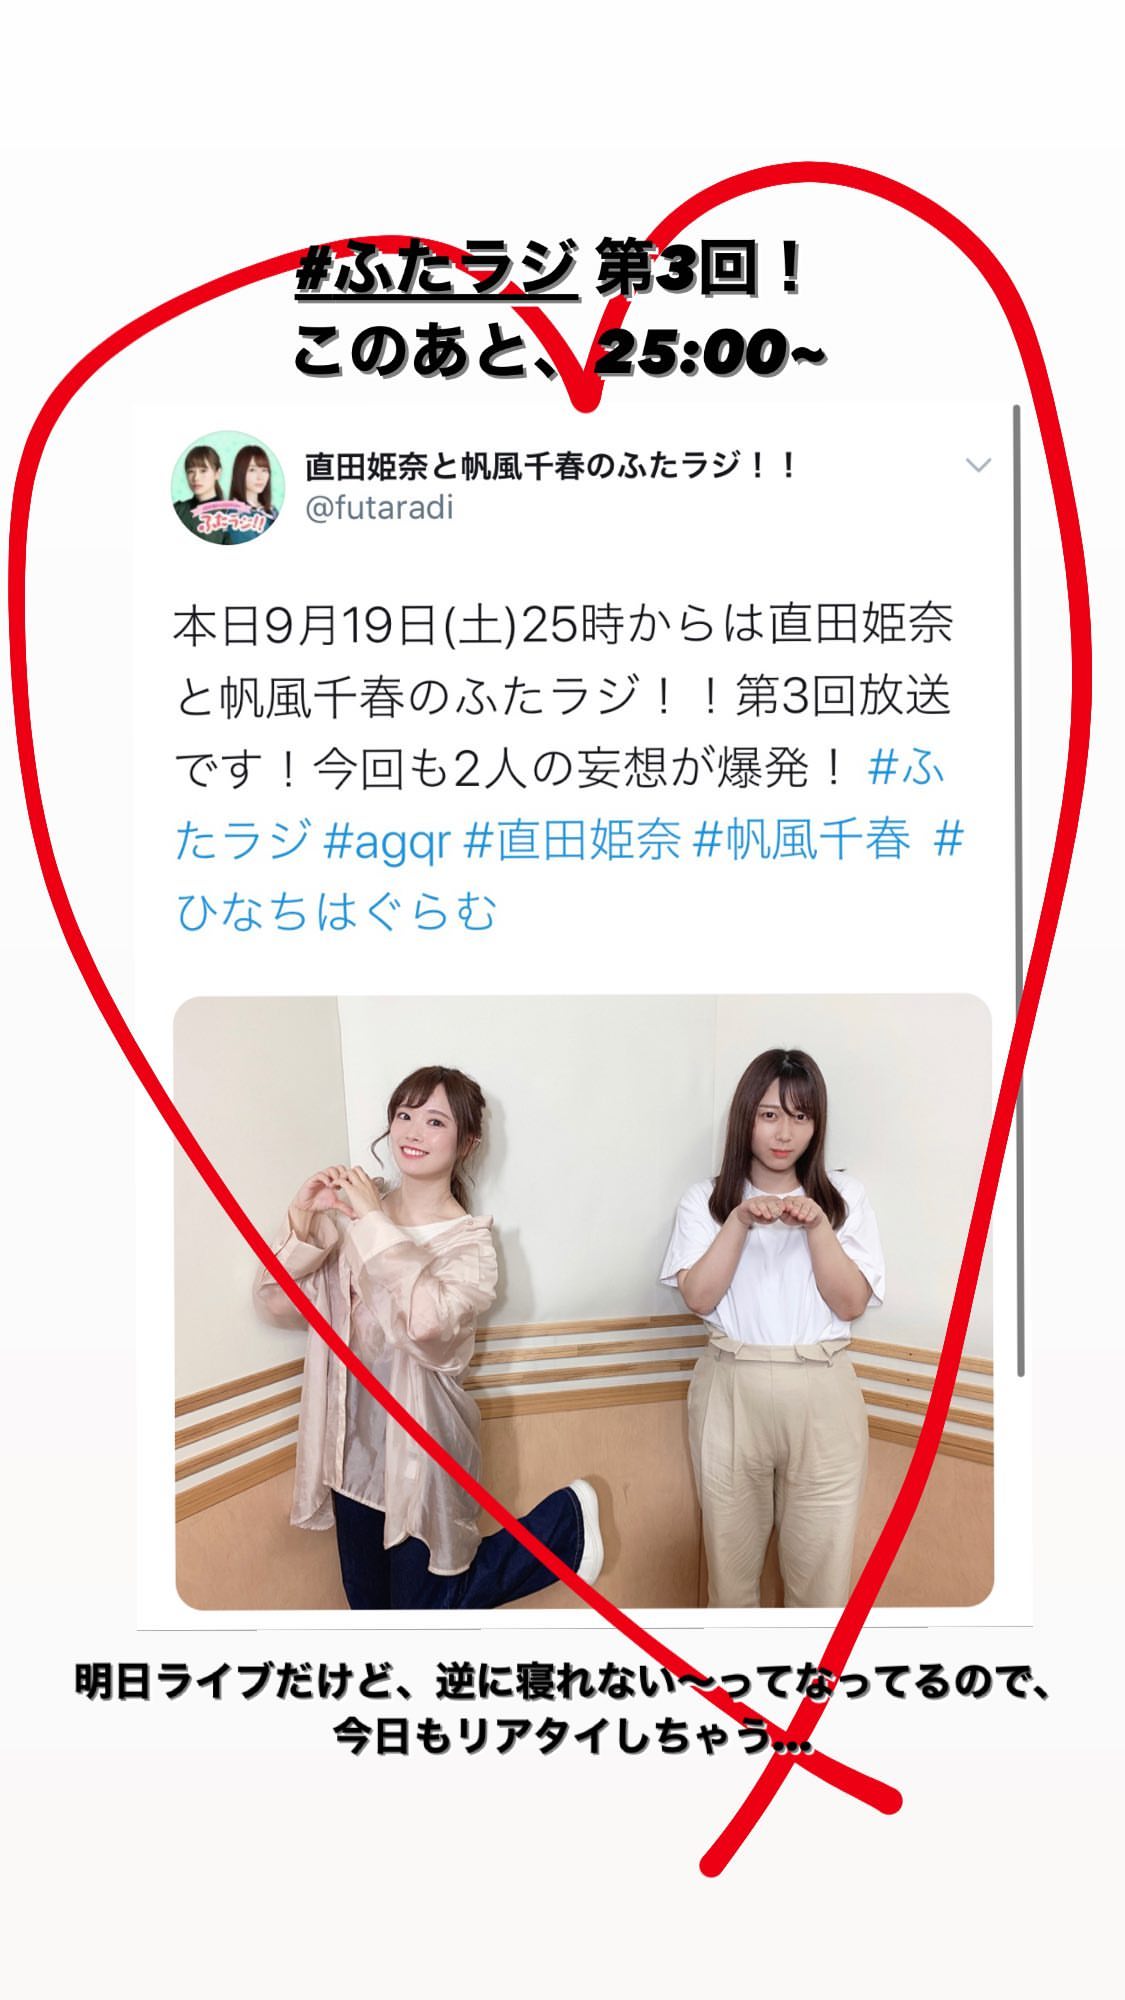 #ふたラジ 第3回！
このあと、25:00~
直田姫奈と帆風千春のふたラジ！！
@futaradi
ふたラジ!!
本日9月19日(土)25時からは直田姫奈
と帆風千春のふたラジ！！第3回放送
です！今回も2人の妄想が爆発！ #ふ
たラジ #agqr #直田姫奈 #帆風千春 #
ひなちはぐらむ
明日ライブだけど、逆に寝れない〜ってなってるので、
今日もリアタイしちゃう...